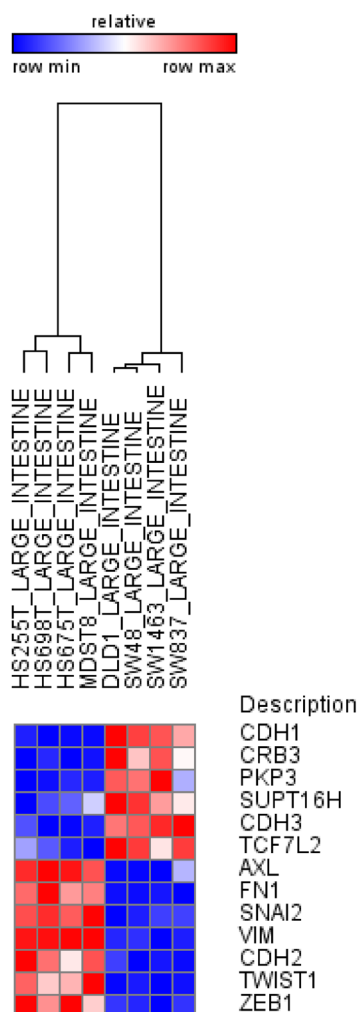 relative
row min row max
HS255T_LARGE_INTESTINE
HS698T_LARGE_INTESTINE
HS675T_LARGE_INTESTINE
MDST8_LARGE_INTESTINE
DLD1_LARGE_INTESTINE
SW48_LARGE_INTESTINE
SW1463_LARGE_INTESTINE
SW837_LARGE_INTESTINE
Description
CDH1
CRB3
PKP3
SUPT16H
CDH3
TCF7L2
AXL
FN1
SNAI2
VIM
CDH2
TWIST1
ZEB1